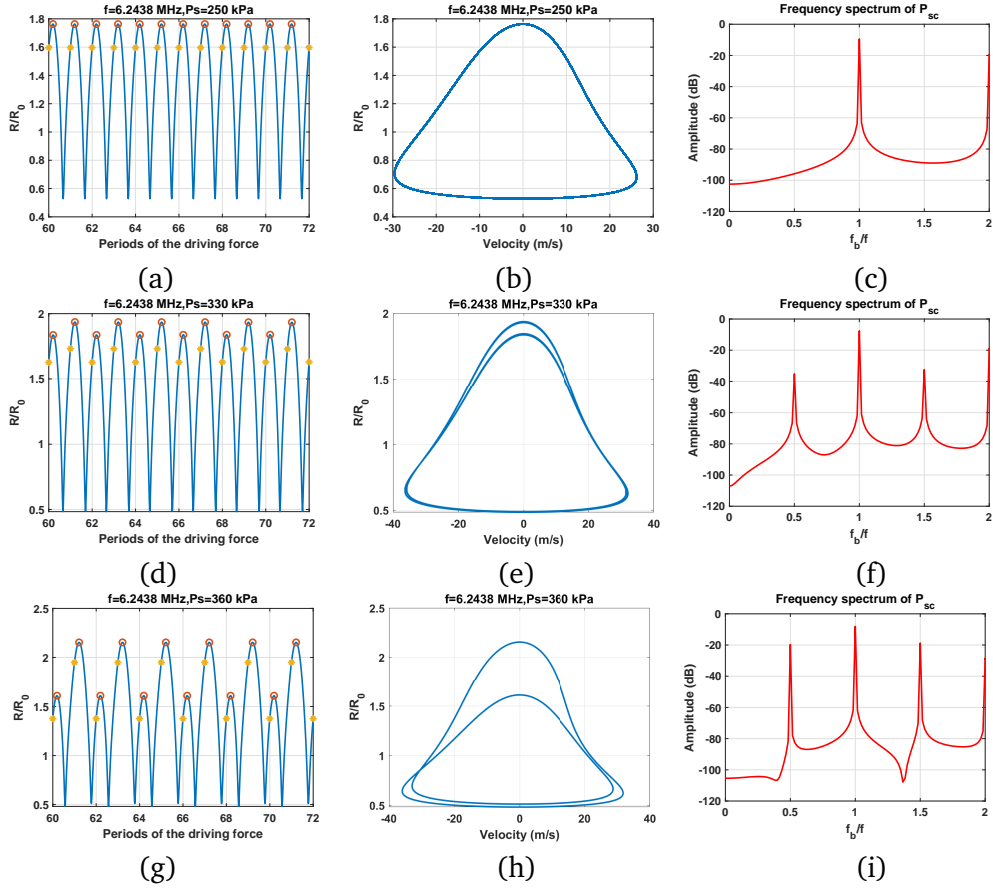 f=6.2438 MHz,Ps=250 kPa
R/R0
1.8
1.6
1.4
1.2
1
0.8
0.6
0.4
60 62 64 66 68 70 72
Periods of the driving force
(a)
f=6.2438 MHz,Ps=250 kPa
R/R0
1.8
1.6
1.4
1.2
1
0.8
0.6
0.4
-30 -20 -10 0 10 20 30
Velocity (m/s)
(b)
Frequency spectrum of Psc
Amplitude (dB)
0
-20
-40
-60
-80
-100
-120
0 0.5 1 1.5 2
fb/f
(c)
f=6.2438 MHz,Ps=330 kPa
R/R0
2
1.5
1
0.5
60 62 64 66 68 70 72
Periods of the driving force
(d)
f=6.2438 MHz,Ps=330 kPa
R/R0
2
1.5
1
0.5
-40 -20 0 20 40
Velocity (m/s)
(e)
Frequency spectrum of Psc
Amplitude (dB)
0
-20
-40
-60
-80
-100
-120
0 0.5 1 1.5 2
fb/f
(f)
f=6.2438 MHz,Ps=360 kPa
R/R0
2.5
2
1.5
1
0.5
60 62 64 66 68 70 72
Periods of the driving force
(g)
f=6.2438 MHz,Ps=360 kPa
R/R0
2.5
2
1.5
1
0.5
-40 -20 0 20 40
Velocity (m/s)
(h)
Frequency spectrum of Psc
Amplitude (dB)
0
-20
-40
-60
-80
-100
-120
0 0.5 1 1.5 2
fb/f
(i)